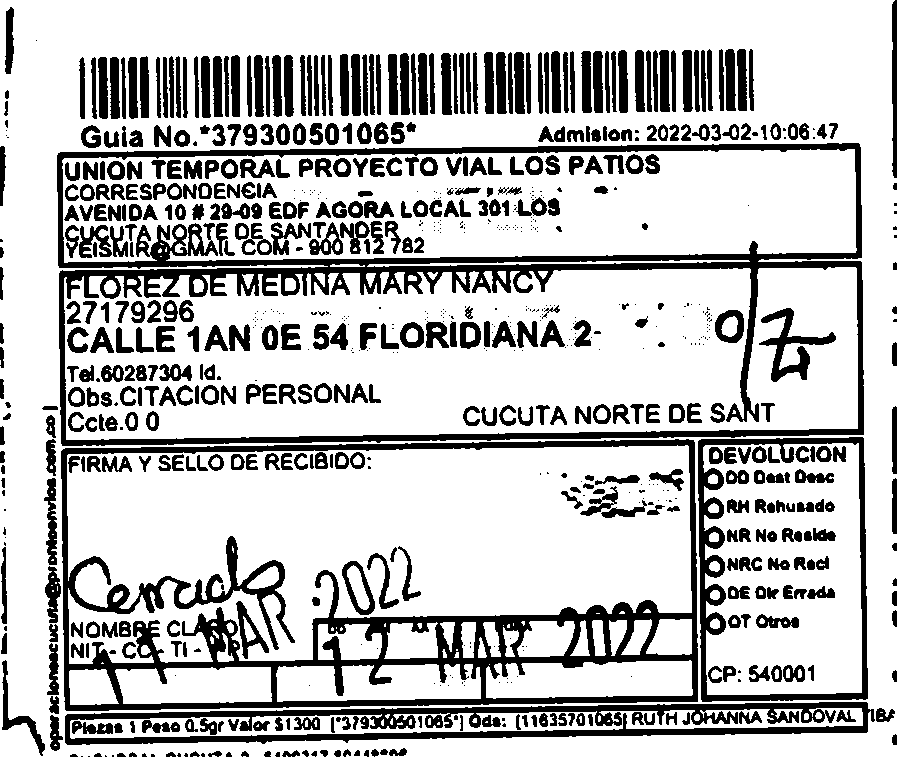 Guia No.*379300501065*
Admision: 2022-03-02-10:06:47
UNION TEMPORAL PROYECTO VIAL LOS PATIOS
CORRESPONDENCIA
AVENIDA 10 # 29-09 EDF AGORA LOCAL 301 LOS
CUCUTA NORTE DE SANTANDER
YEISMIR@GMAIL COM - 900 812 782
FLOREZ DE MEDINA MARY NANCY
27179296
CALLE 1AN 0E 54 FLORIDIANA 2-
Tel.60287304 Id.
Obs.CITACION PERSONAL
Ccte.0 0
CUCUTA NORTE DE SANT
operacionescucuta@prontoenvios.com.co |
FIRMA Y SELLO DE RECIBIDO:
Cerrado
11 MAR 2022
NOMBRE CLARO
NIT - CC - TI -
12 MAR 2022
DEVOLUCION
DD Dest Desc
RH Rehusado
NR No Reside
NRC No Recl
DE Dir Errada
OT Otros
CP: 540001
Piezas 1 Peso 0.5gr Valor $1300 [*379300501065*] Ods: [11635701065] RUTH JOHANNA SANDOVAL